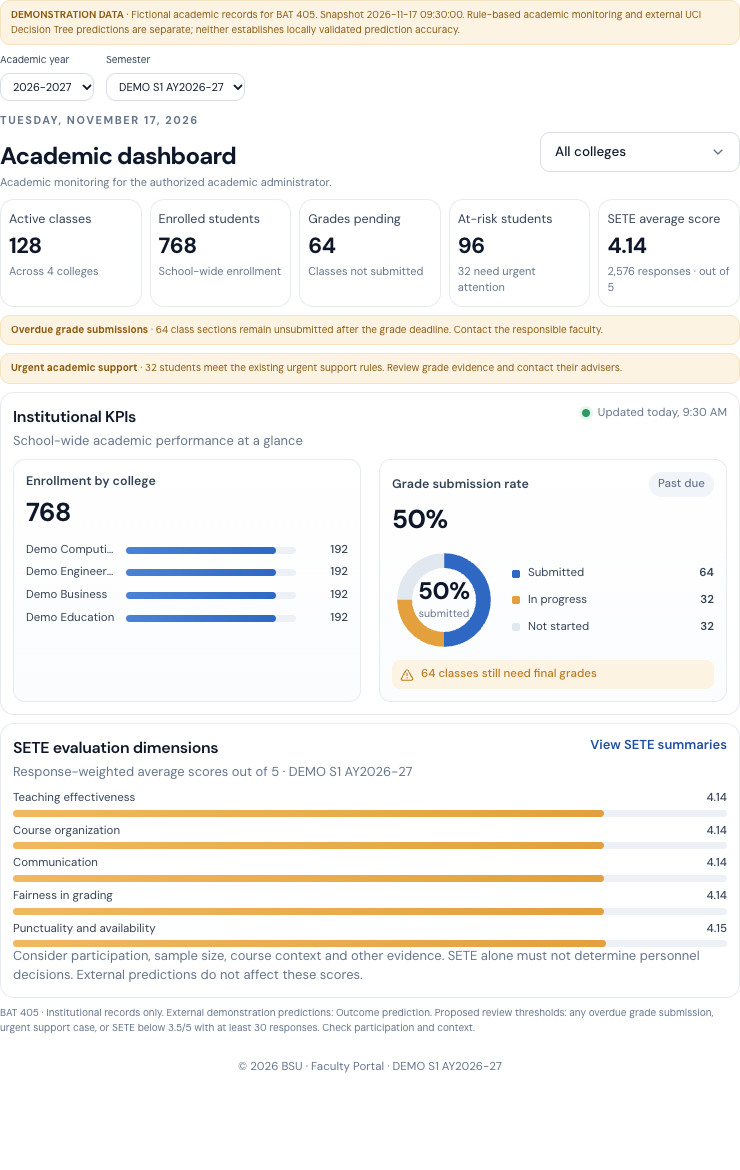 DEMONSTRATION DATA · Fictional academic records for BAT 405. Snapshot 2026-11-17 09:30:00. Rule-based academic monitoring and external UCI
Decision Tree predictions are separate; neither establishes locally validated prediction accuracy.
Academic year
Semester
2026-2027
DEMO S1 AY2026-27
TUESDAY, NOVEMBER 17, 2026
Academic dashboard
All colleges
Academic monitoring for the authorized academic administrator.
Active classes
128
Across 4 colleges
Enrolled students
768
School-wide enrollment
Grades pending
64
Classes not submitted
At-risk students
96
32 need urgent
attention
SETE average score
4.14
2,576 responses · out of
5
Overdue grade submissions · 64 class sections remain unsubmitted after the grade deadline. Contact the responsible faculty.
Urgent academic support · 32 students meet the existing urgent support rules. Review grade evidence and contact their advisers.
Institutional KPIs
Updated today, 9:30 AM
School-wide academic performance at a glance
Enrollment by college
768
Demo Computi... 192
Demo Engineer... 192
Demo Business 192
Demo Education 192
Grade submission rate
Past due
50%
50%
submitted
Submitted 64
In progress 32
Not started 32
64 classes still need final grades
SETE evaluation dimensions
View SETE summaries
Response-weighted average scores out of 5 · DEMO S1 AY2026-27
Teaching effectiveness 4.14
Course organization 4.14
Communication 4.14
Fairness in grading 4.14
Punctuality and availability 4.15
Consider participation, sample size, course context and other evidence. SETE alone must not determine personnel
decisions. External predictions do not affect these scores.
BAT 405 · Institutional records only. External demonstration predictions: Outcome prediction. Proposed review thresholds: any overdue grade submission,
urgent support case, or SETE below 3.5/5 with at least 30 responses. Check participation and context.
© 2026 BSU · Faculty Portal · DEMO S1 AY2026-27